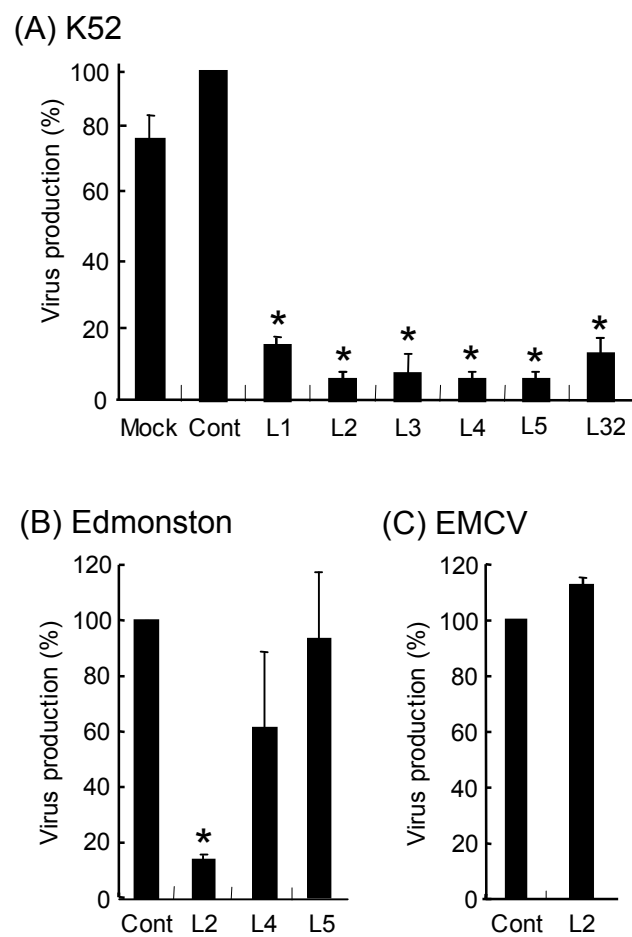 (A) K52
Virus production (%)
100
80
60
40
20
0
* * * * * *
Mock Cont L1 L2 L3 L4 L5 L32
(B) Edmonston
Virus production (%)
120
100
80
60
40
20
0
*
Cont L2 L4 L5
(C) EMCV
Virus production (%)
120
100
80
60
40
20
0
Cont L2